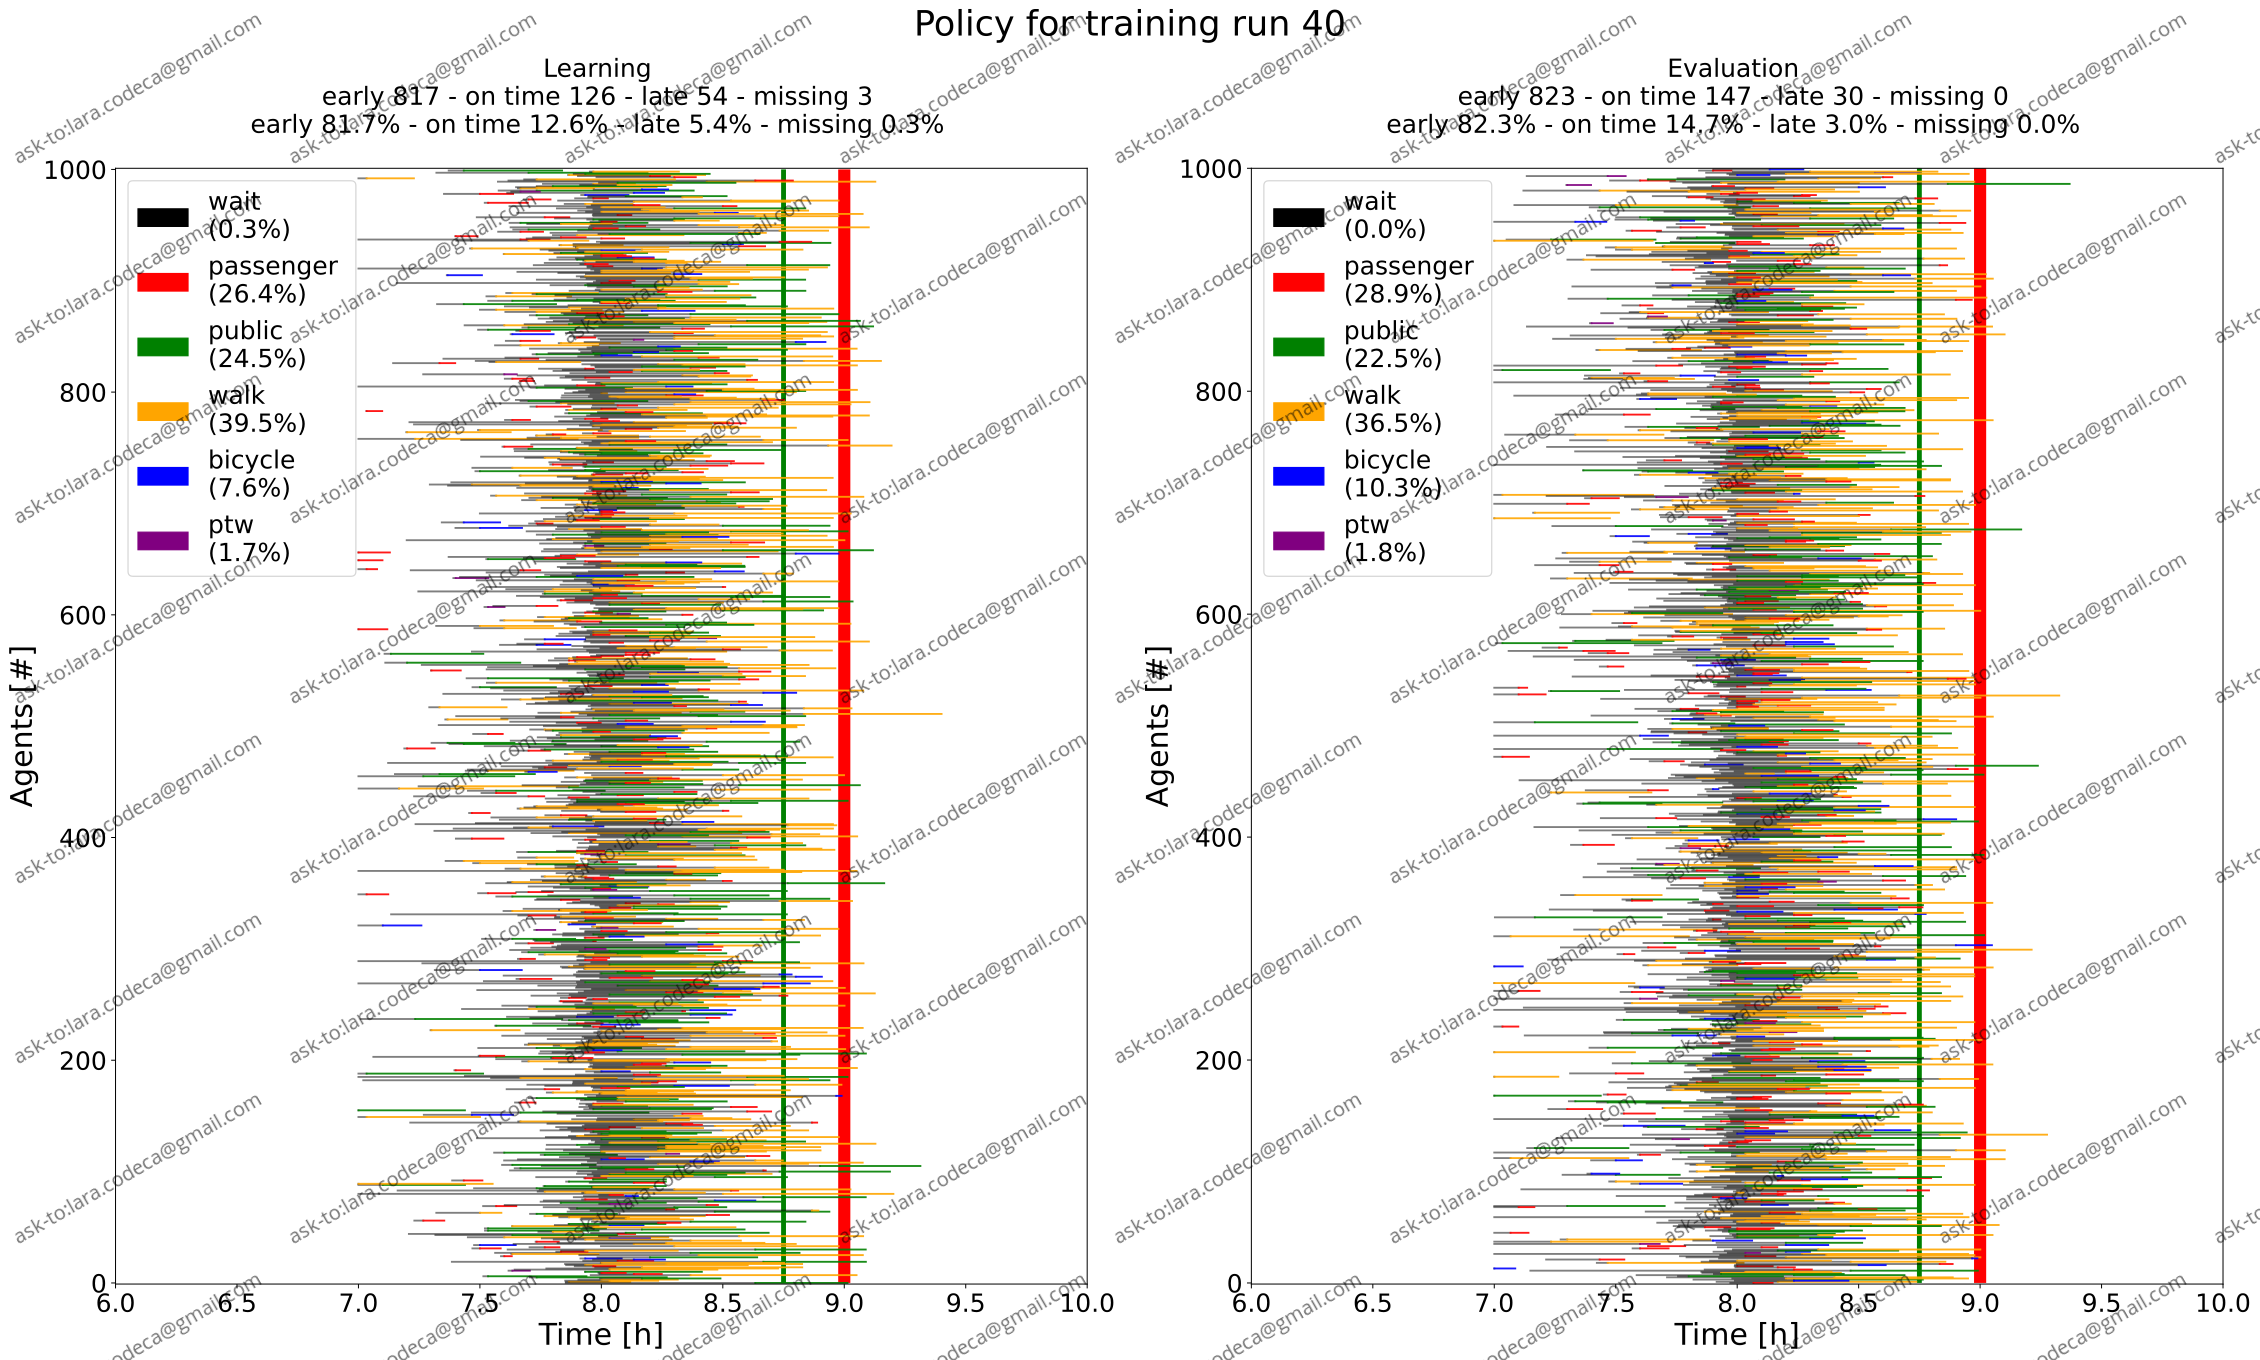 Policy for training run 40
Learning
early 817 - on time 126 - late 54 - missing 3
early 81.7% - on time 12.6% - late 5.4% - missing 0.3%
1000
800
600
400
200
0
Agents [#]
wait
(0.3%)
passenger
(26.4%)
public
(24.5%)
walk
(39.5%)
bicycle
(7.6%)
ptw
(1.7%)
6.0 6.5 7.0 7.5 8.0 8.5 9.0 9.5 10.0
Time [h]
Evaluation
early 823 - on time 147 - late 30 - missing 0
early 82.3% - on time 14.7% - late 3.0% - missing 0.0%
1000
800
600
400
200
0
Agents [#]
wait
(0.0%)
passenger
(28.9%)
public
(22.5%)
walk
(36.5%)
bicycle
(10.3%)
ptw
(1.8%)
6.0 6.5 7.0 7.5 8.0 8.5 9.0 9.5 10.0
Time [h]
ask-to:lara.codeca@gmail.com